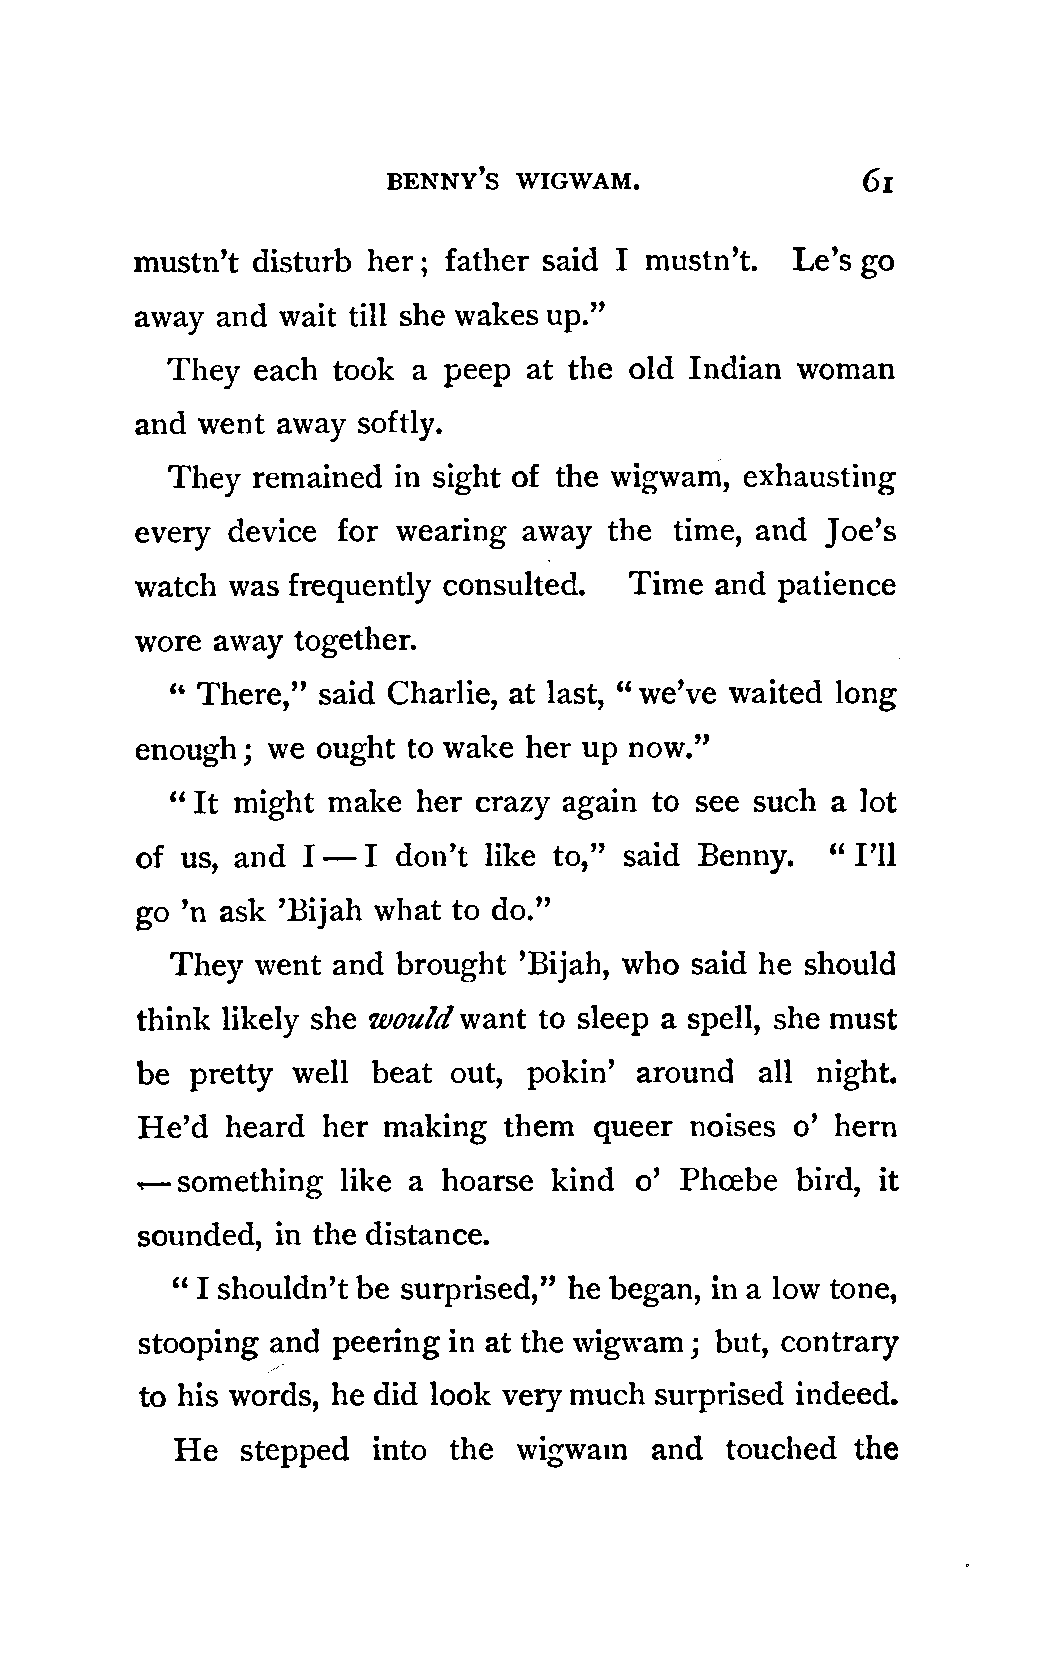 BENNY'S WIGWAM. 61
mustn't disturb her; father said I mustn't. Le's go
away and wait till she wakes up."
They each took a peep at the old Indian woman
and went away softly.
They remained in sight of the wigwam, exhausting
every device for wearing away the time, and Joe's
watch was frequently consulted. Time and patience
wore away together.
"There," said Charlie, at last, "we've waited long
enough; we ought to wake her up now."
"It might make her crazy again to see such a lot
of us, and I—I don't like to," said Benny. "I'll
go 'n ask 'Bijah what to do."
They went and brought 'Bijah, who said he should
think likely she would want to sleep a spell, she must
be pretty well beat out, pokin' around all night.
He'd heard her making them queer noises o' hern
—something like a hoarse kind o' Phœbe bird, it
sounded, in the distance.
"I shouldn't be surprised," he began, in a low tone,
stooping and peering in at the wigwam; but, contrary
to his words, he did look very much surprised indeed.
He stepped into the wigwam and touched the